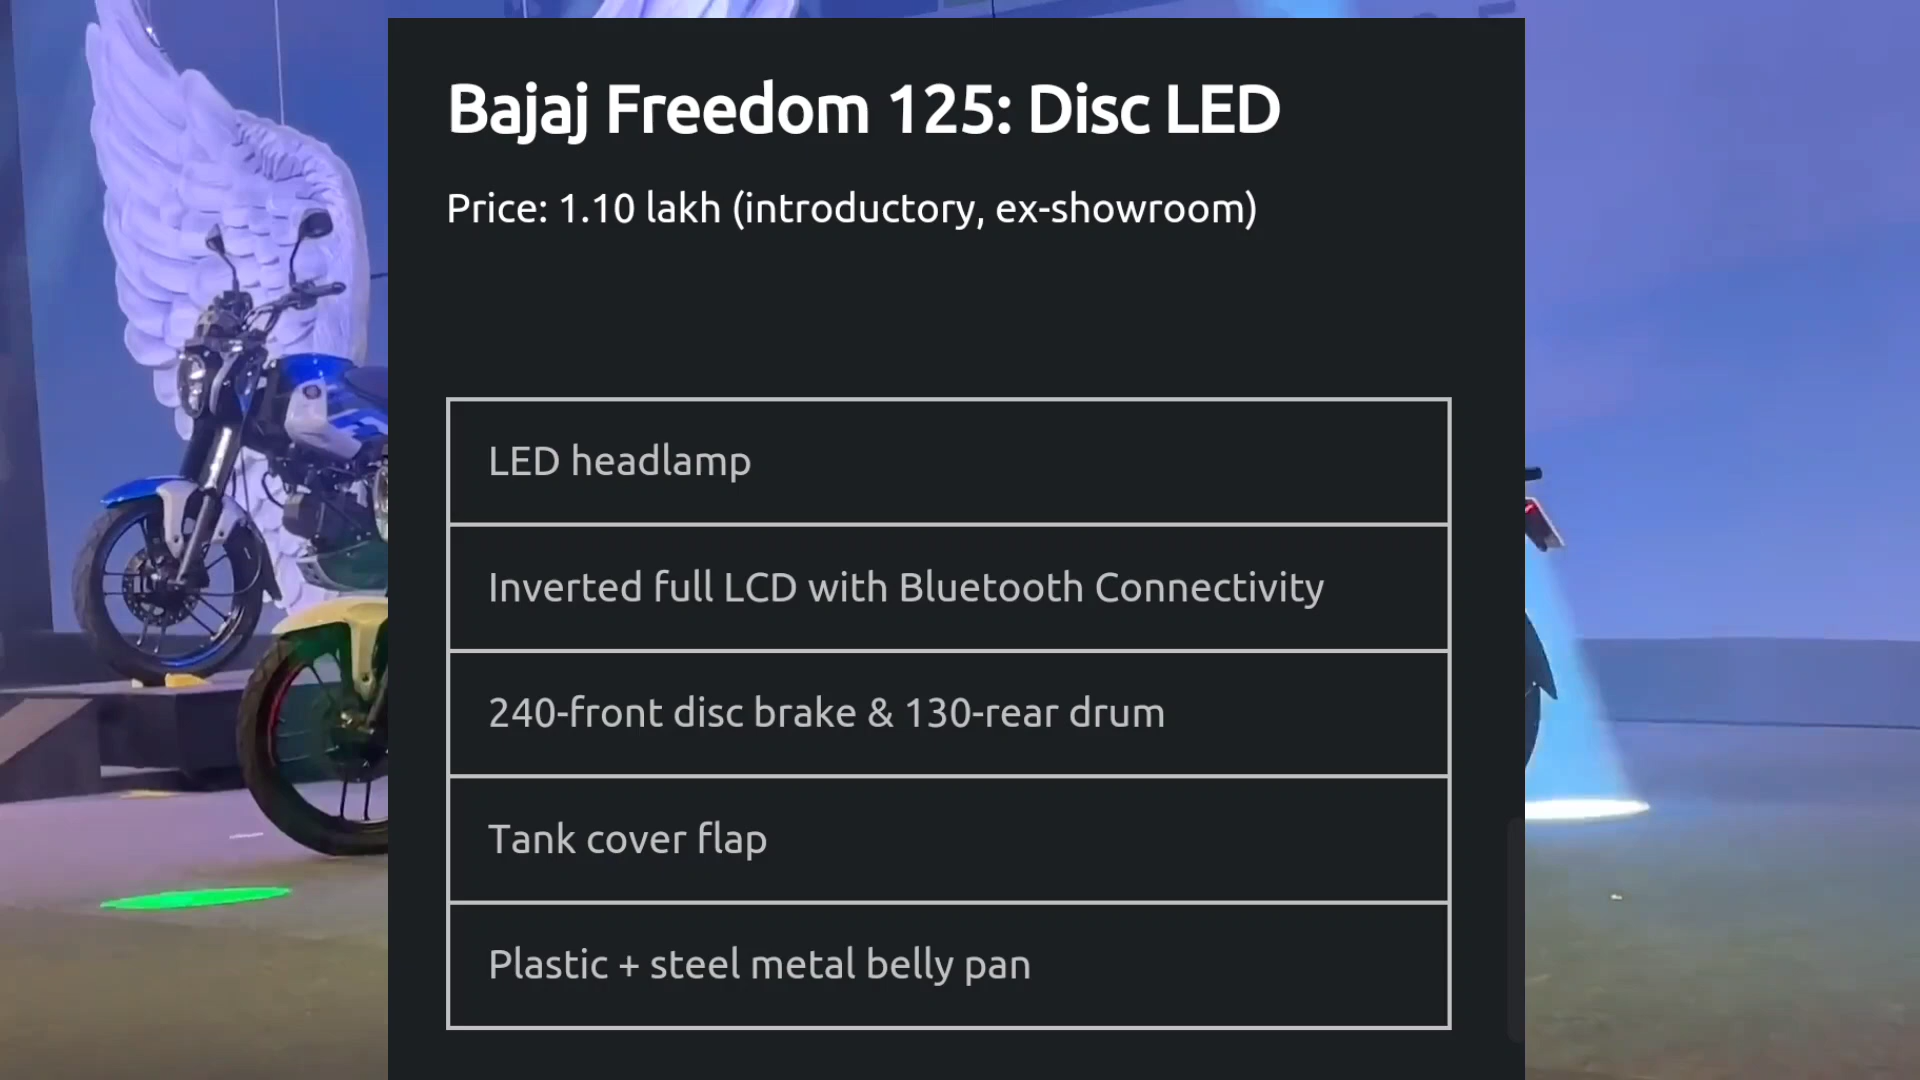 Bajaj Freedom 125: Disc LED
Price: 1.10 lakh (introductory, ex-showroom)
LED headlamp
Inverted full LCD with Bluetooth Connectivity
240-front disc brake & 130-rear drum
Tank cover flap
Plastic + steel metal belly pan